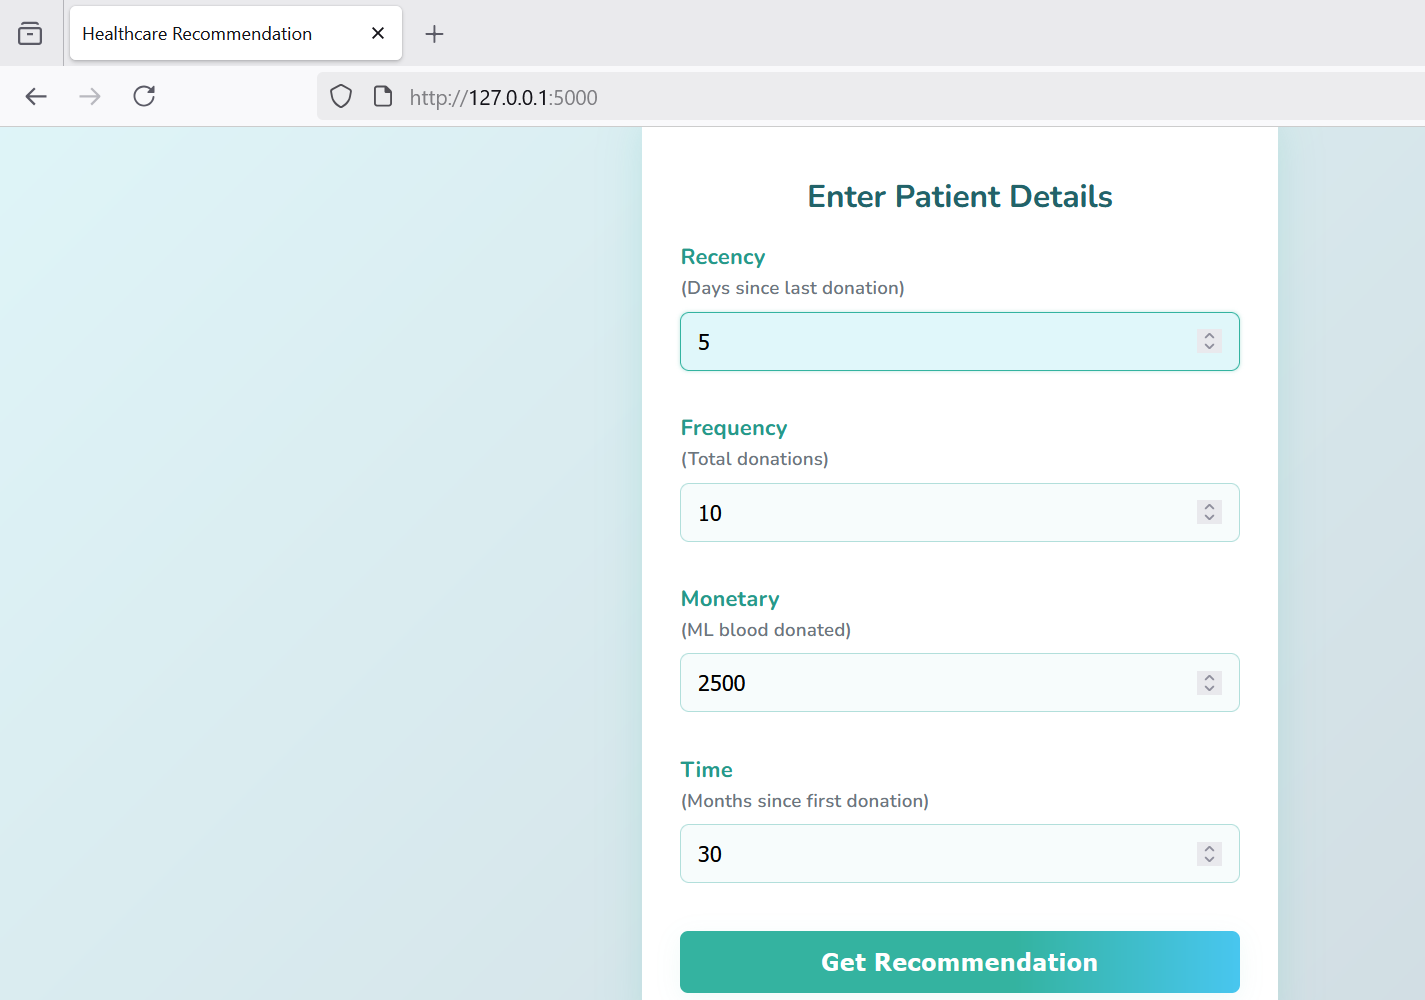 Healthcare Recommendation
http://127.0.0.1:5000
Enter Patient Details
Recency
(Days since last donation)
5
Frequency
(Total donations)
10
Monetary
(ML blood donated)
2500
Time
(Months since first donation)
30
Get Recommendation